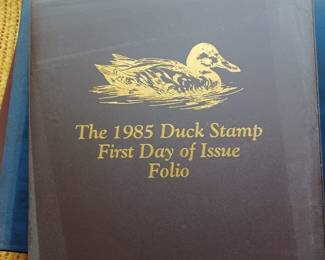 The 1985 Duck Stamp
First Day of Issue
Folio